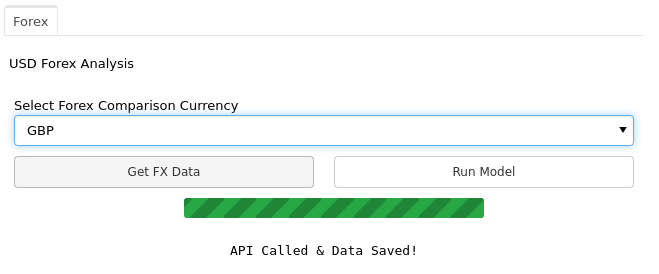 Forex
USD Forex Analysis
Select Forex Comparison Currency
GBP
Get FX Data
Run Model
API Called & Data Saved!